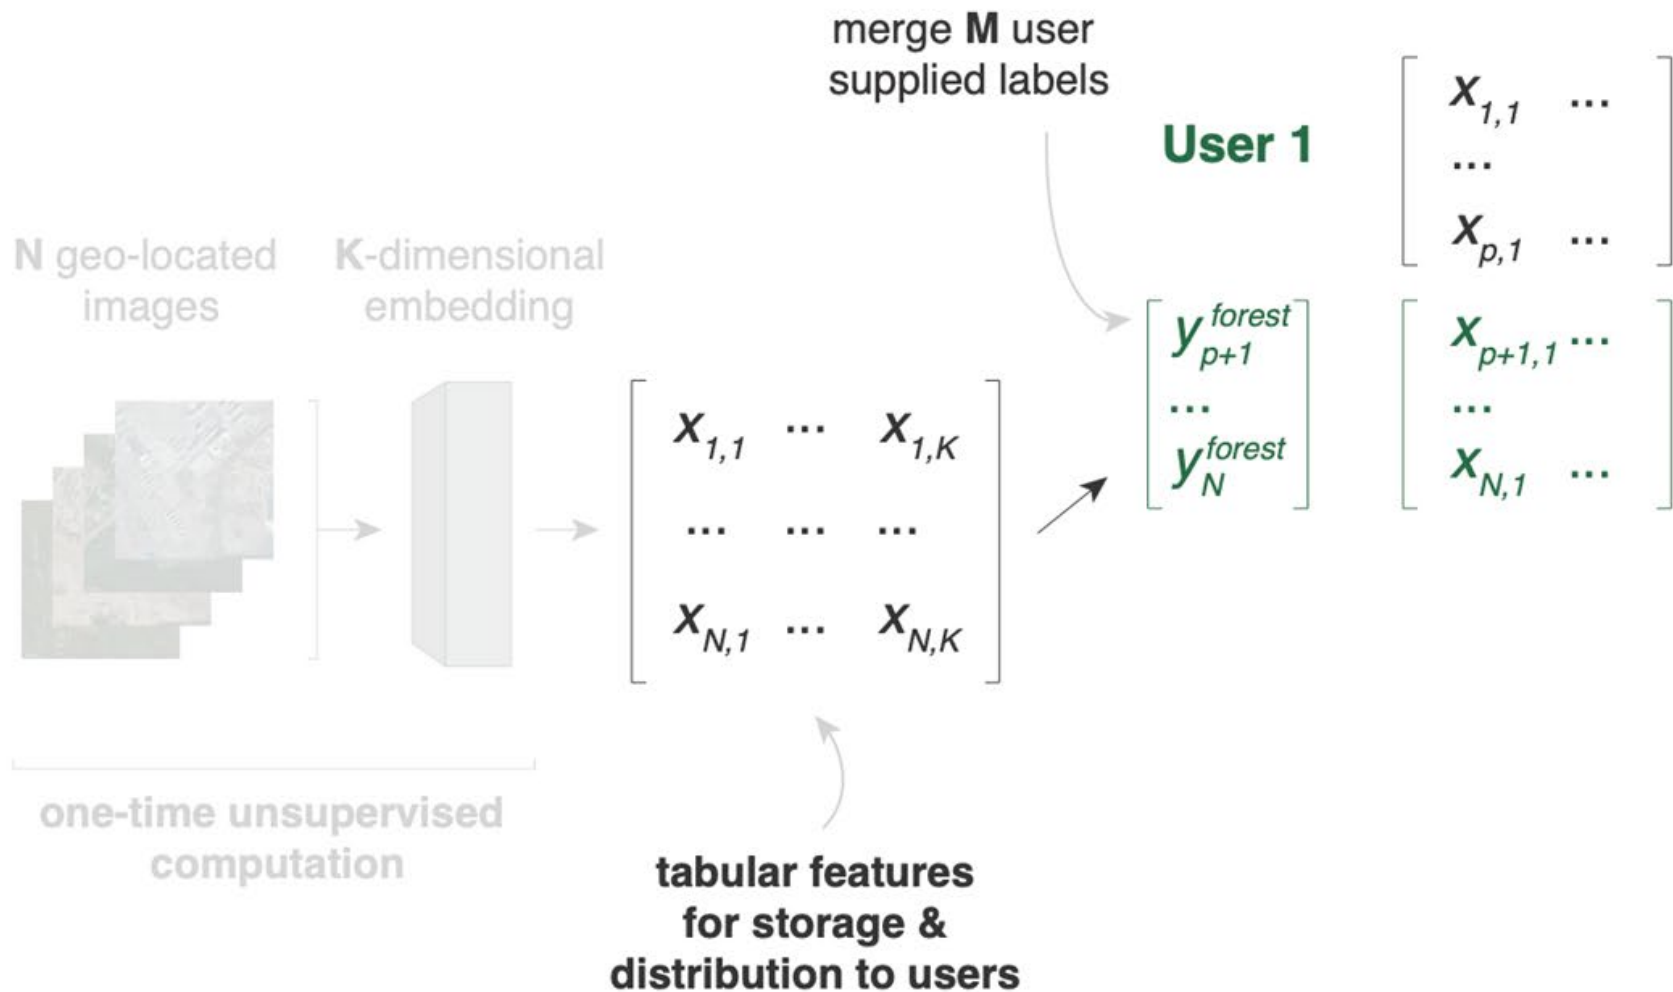 merge M user
supplied labels
User 1
x1,1 ...
...
xp,1 ...
N geo-located
images
K-dimensional
embedding
y^forest_p+1
...
y^forest_N
xp+1,1 ...
...
xN,1 ...
x1,1 ... x1,K
... ... ...
xN,1 ... xN,K
one-time unsupervised
computation
tabular features
for storage &
distribution to users